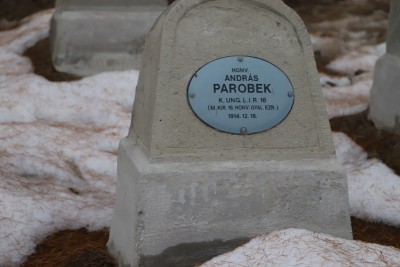 HONV.
ANDRÁS
PAROBEK
K. UNG. L. I. R. 16
(M. KIR. 16. HONV. GYAL. EZR.)
1914. 12. 18.